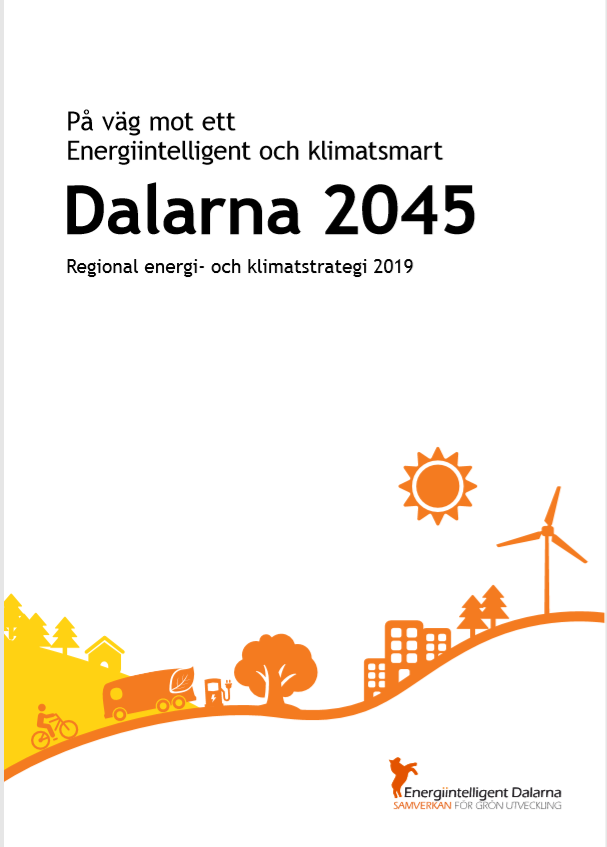 På väg mot ett
Energiintelligent och klimatsmart
Dalarna 2045
Regional energi- och klimatstrategi 2019
Energiintelligent Dalarna
SAMVERKAN FÖR GRÖN UTVECKLING